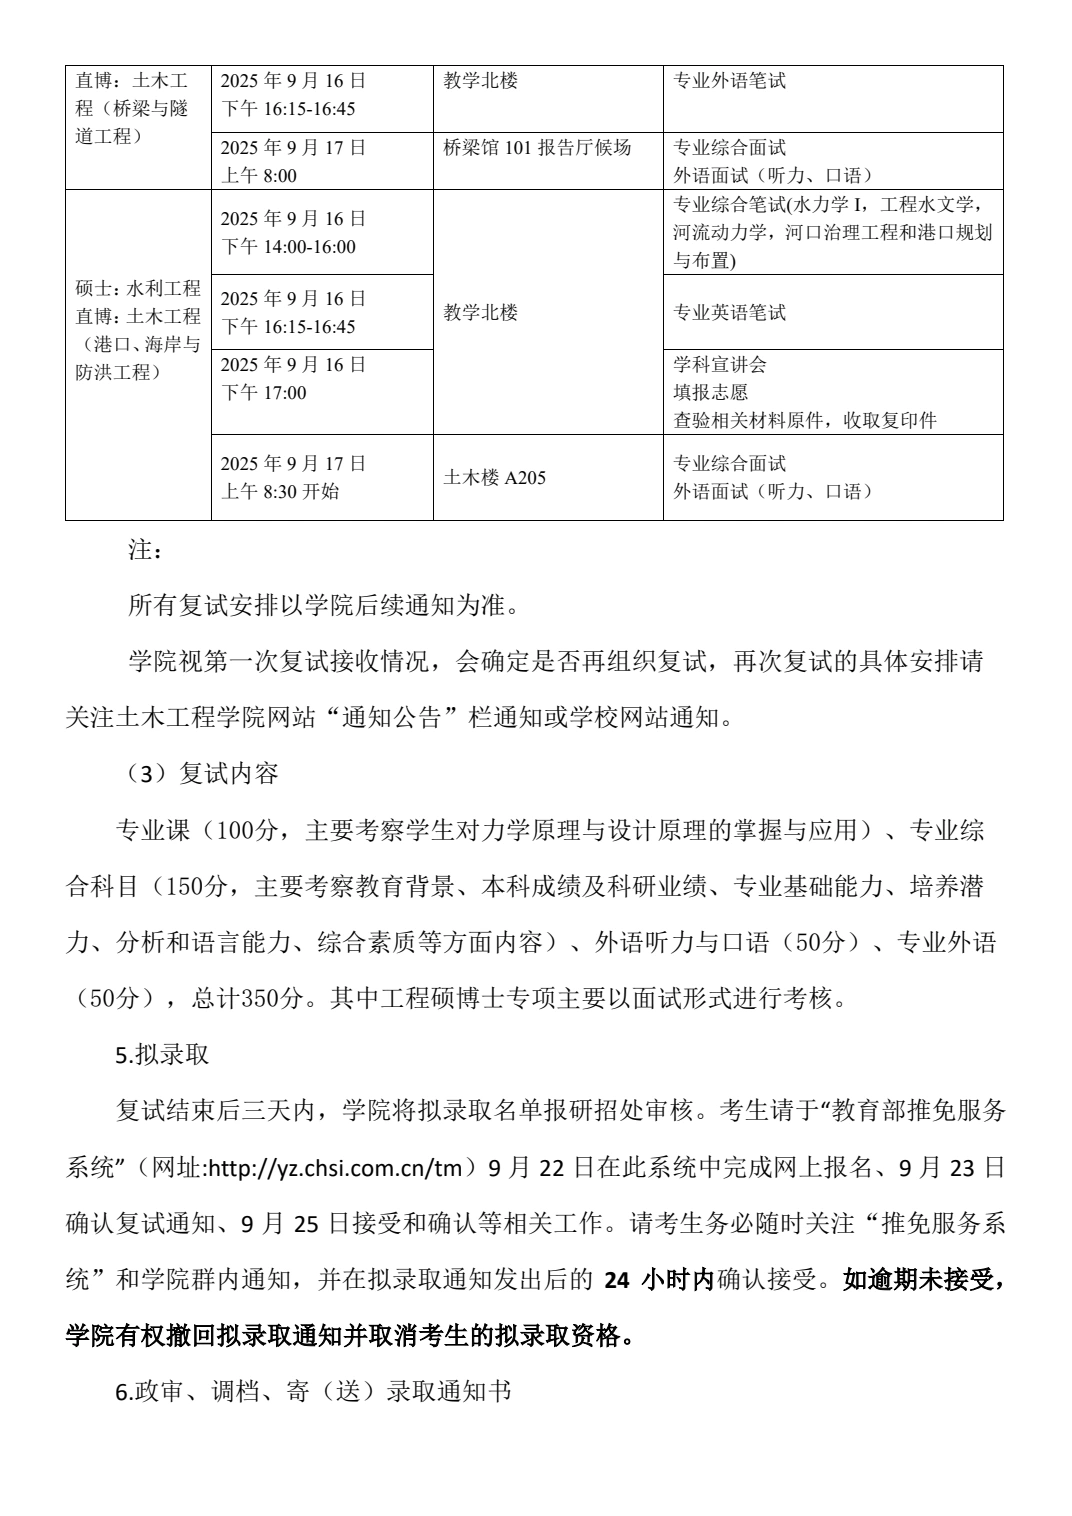 直博：土木工
程（桥梁与隧
道工程）
2025 年 9 月 16 日
下午 16:15-16:45
教学北楼
专业外语笔试
2025 年 9 月 17 日
上午 8:00
桥梁馆 101 报告厅候场
专业综合面试
外语面试（听力、口语）
硕士：水利工程
直博：土木工程
（港口、海岸与
防洪工程）
2025 年 9 月 16 日
下午 14:00-16:00
教学北楼
专业综合笔试(水力学 I，工程水文学，
河流动力学，河口治理工程和港口规划
与布置)
2025 年 9 月 16 日
下午 16:15-16:45
专业英语笔试
2025 年 9 月 16 日
下午 17:00
学科宣讲会
填报志愿
查验相关材料原件，收取复印件
2025 年 9 月 17 日
上午 8:30 开始
土木楼 A205
专业综合面试
外语面试（听力、口语）
注：
所有复试安排以学院后续通知为准。
学院视第一次复试接收情况，会确定是否再组织复试，再次复试的具体安排请
关注土木工程学院网站“通知公告”栏通知或学校网站通知。
（3）复试内容
专业课（100分，主要考察学生对力学原理与设计原理的掌握与应用）、专业综
合科目（150分，主要考察教育背景、本科成绩及科研业绩、专业基础能力、培养潜
力、分析和语言能力、综合素质等方面内容）、外语听力与口语（50分）、专业外语
（50分），总计350分。其中工程硕博士专项主要以面试形式进行考核。
5.拟录取
复试结束后三天内，学院将拟录取名单报研招处审核。考生请于“教育部推免服务
系统”（网址:http://yz.chsi.com.cn/tm）9 月 22 日在此系统中完成网上报名、9 月 23 日
确认复试通知、9 月 25 日接受和确认等相关工作。请考生务必随时关注“推免服务系
统”和学院群内通知，并在拟录取通知发出后的 24 小时内确认接受。如逾期未接受，
学院有权撤回拟录取通知并取消考生的拟录取资格。
6.政审、调档、寄（送）录取通知书